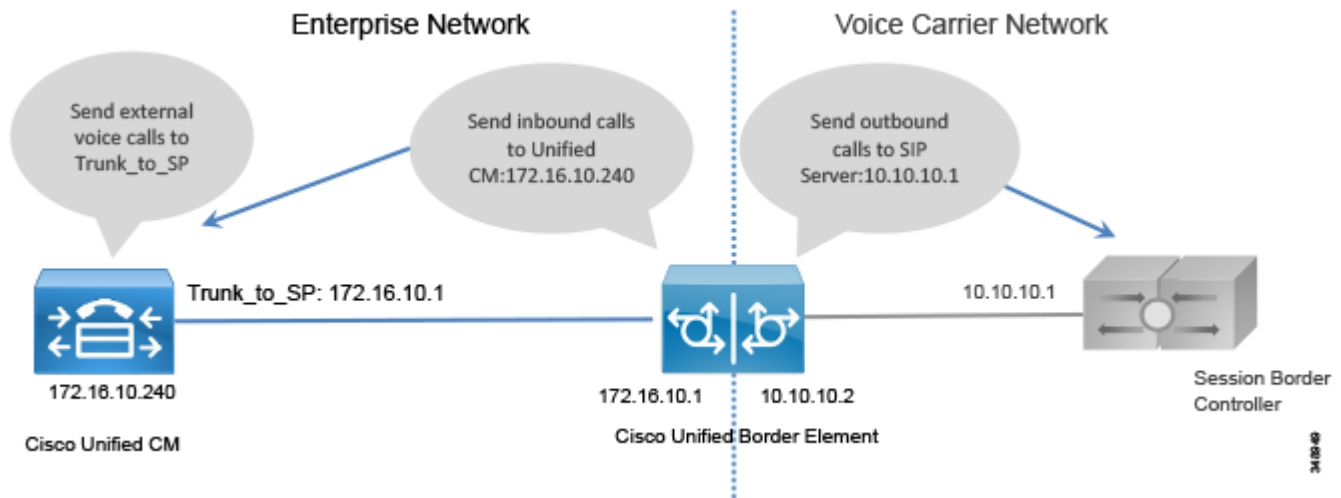 Enterprise Network
Voice Carrier Network
Send external
voice calls to
Trunk_to_SP
Send inbound calls
to Unified
CM:172.16.10.240
Send outbound
calls to SIP
Server:10.10.10.1
Trunk_to_SP: 172.16.10.1
10.10.10.1
172.16.10.240
172.16.10.1
10.10.10.2
Session Border
Controller
Cisco Unified CM
Cisco Unified Border Element
348949